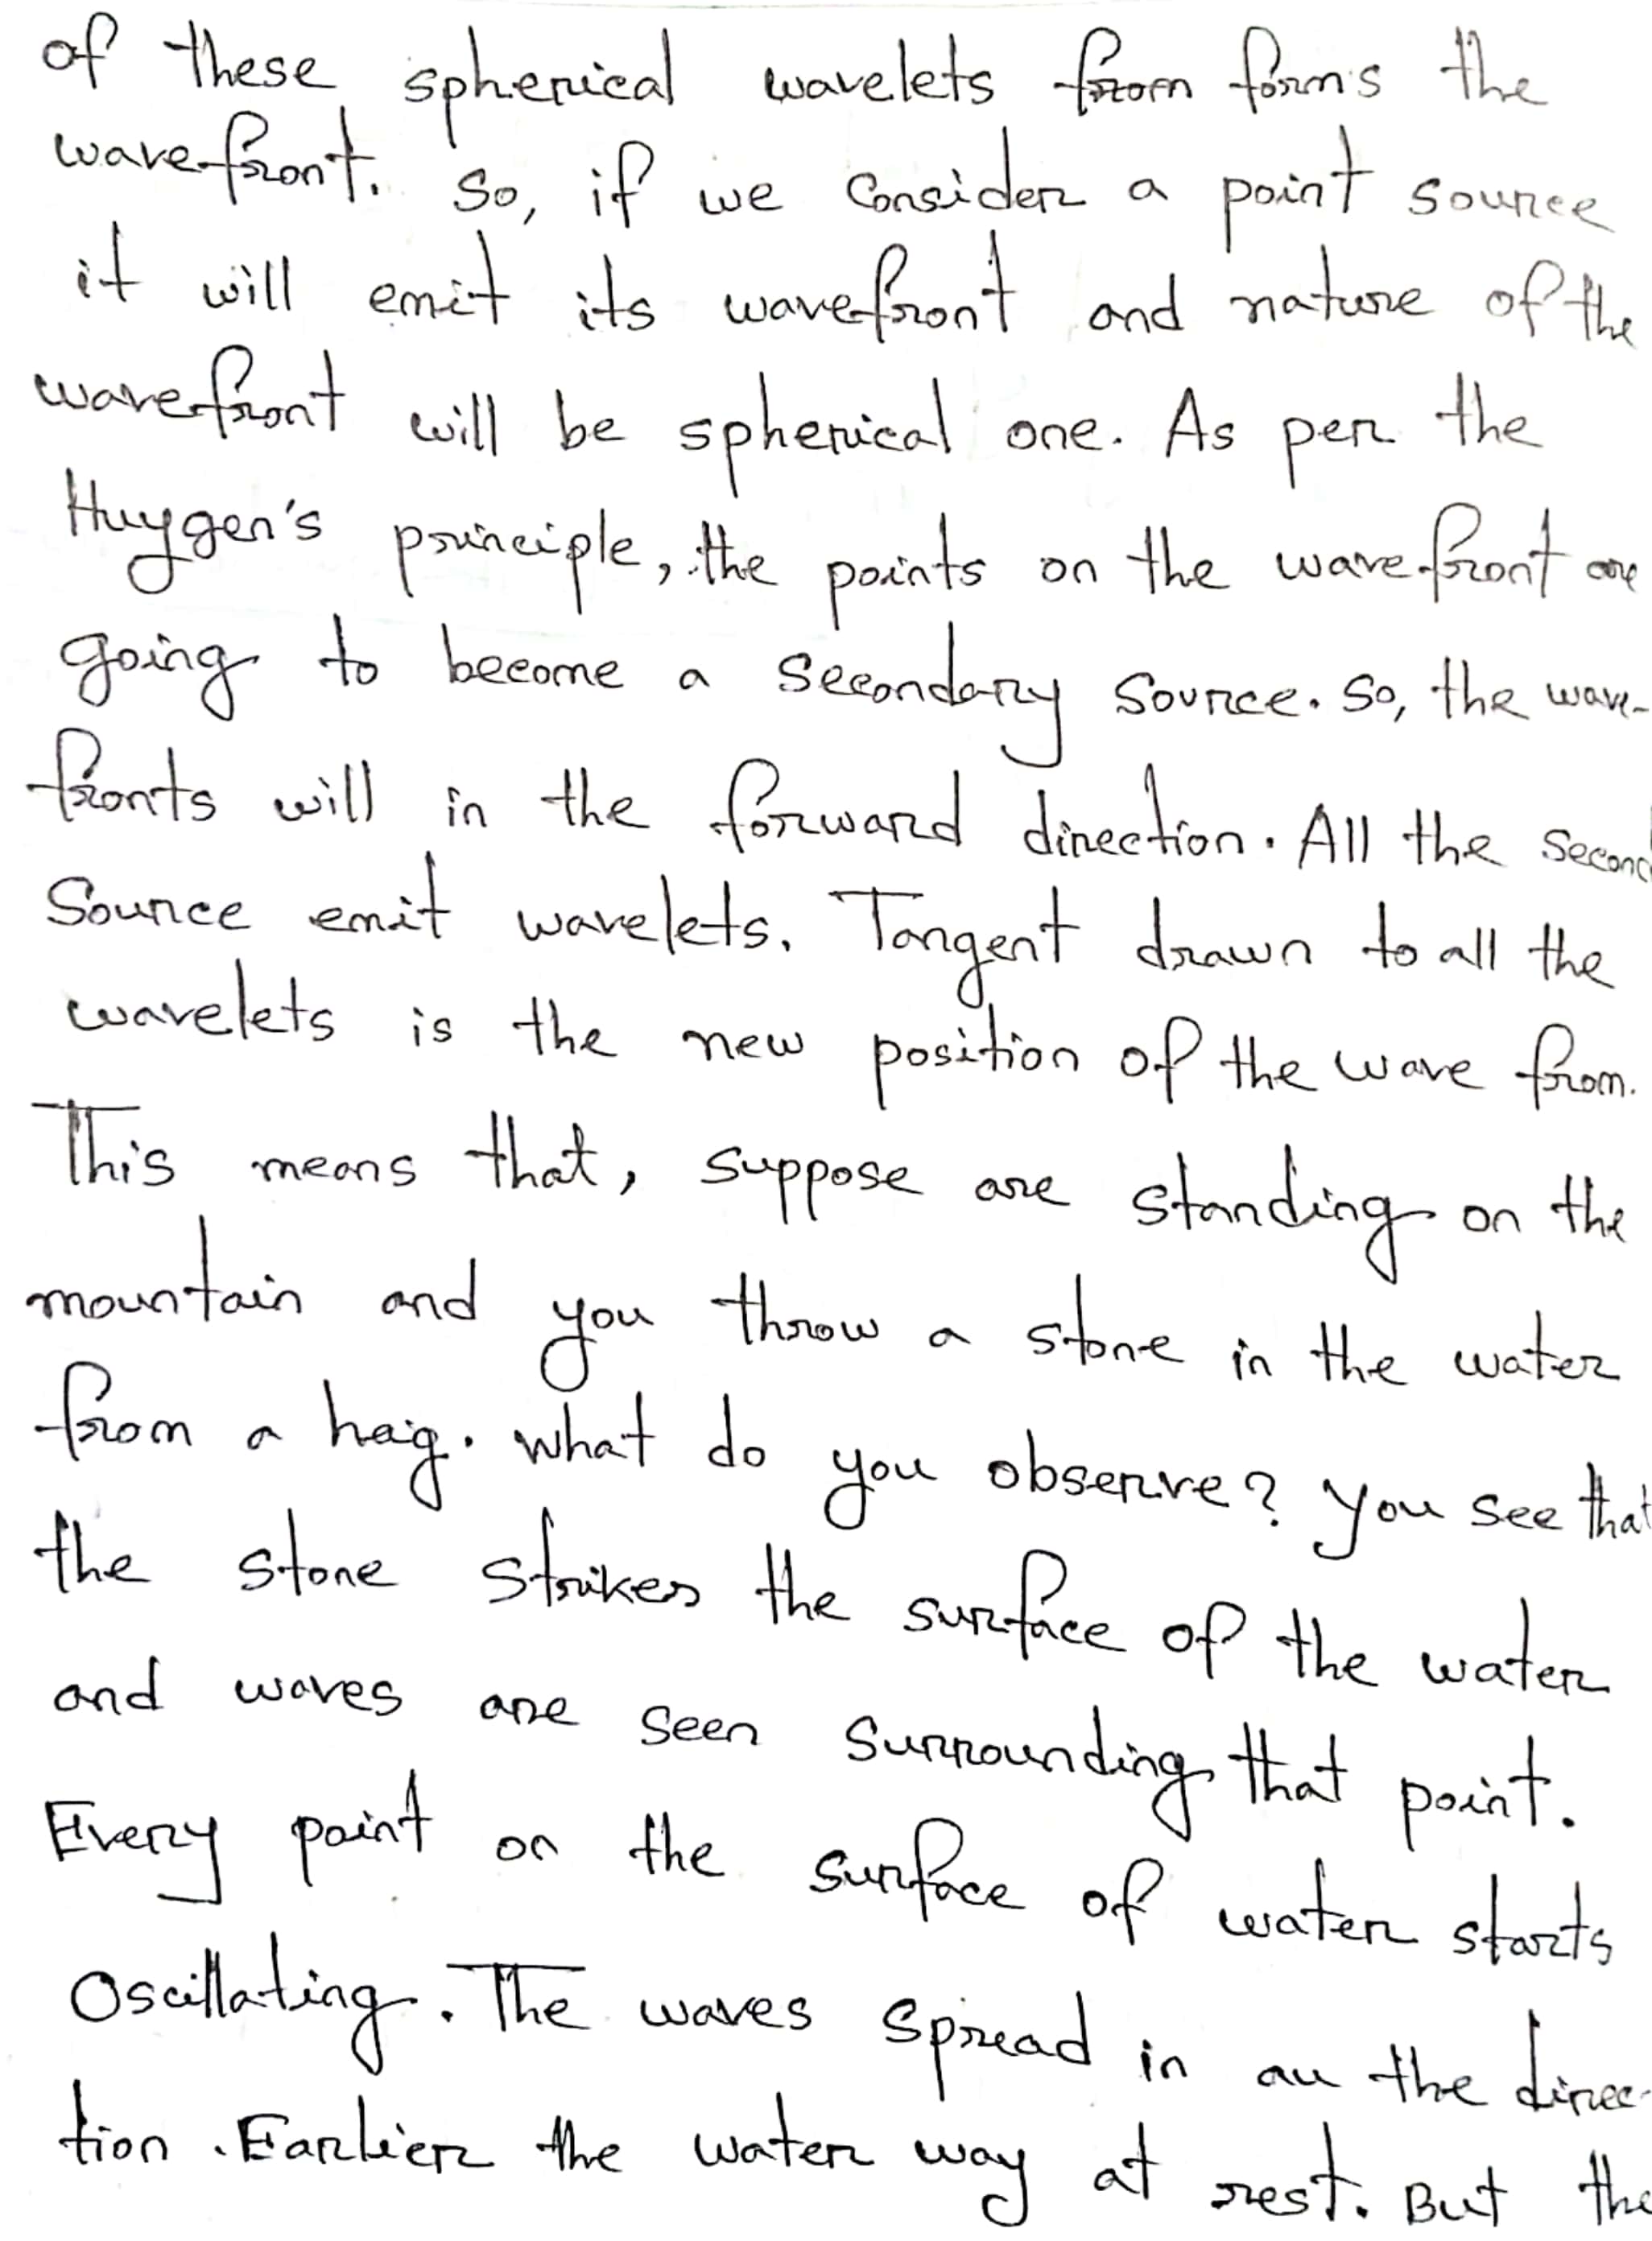 of these spherical wavelets from forms the
wavefront. So, if we Consider a point source
it will emit its wavefront and nature of the
wavefront will be spherical one. As per the
Huygen's principle, the points on the wavefront are
going to become a Secondary Source. So, the wave-
fronts will in the forward direction. All the second
Source emit wavelets. Tangent drawn to all the
wavelets is the new position of the wave from.
This means that, suppose are standing on the
mountain and you throw a stone in the water
from a heig. What do you observe? You see that
the stone strikes the surface of the water
and waves are seen surrounding that point.
Every point on the surface of water starts
Oscillating. The waves spread in au the direc-
tion. Earlier the water way at rest. But the